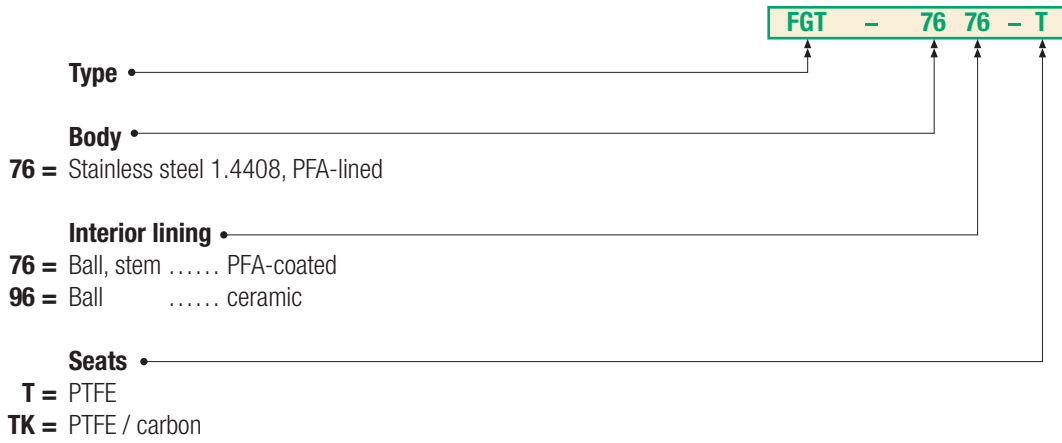 FGT – 76 76 – T
Type
Body
76 = Stainless steel 1.4408, PFA-lined
Interior lining
76 = Ball, stem ...... PFA-coated
96 = Ball ...... ceramic
Seats
T = PTFE
TK = PTFE / carbon